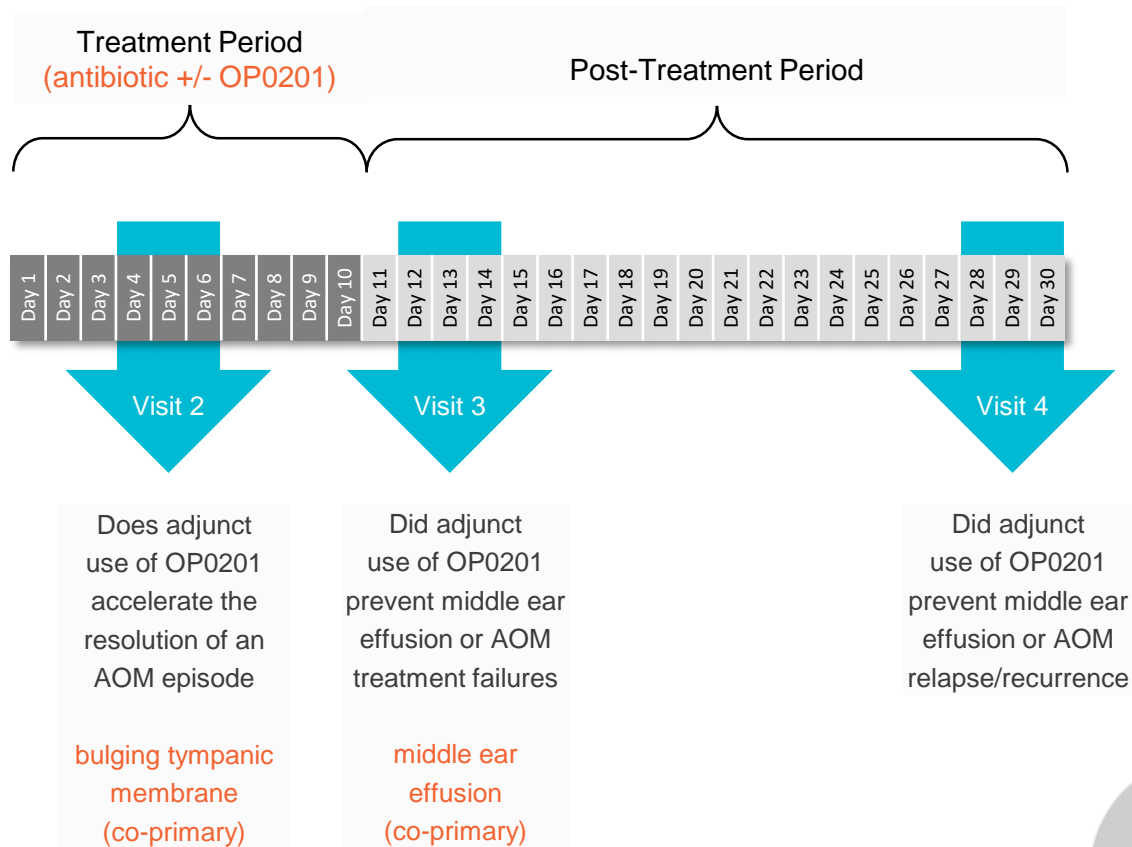 Treatment Period
(antibiotic +/- OP0201)
Post-Treatment Period
Day 1
Day 2
Day 3
Day 4
Day 5
Day 6
Day 7
Day 8
Day 9
Day 10
Day 11
Day 12
Day 13
Day 14
Day 15
Day 16
Day 17
Day 18
Day 19
Day 20
Day 21
Day 22
Day 23
Day 24
Day 25
Day 26
Day 27
Day 28
Day 29
Day 30
Visit 2
Visit 3
Visit 4
Does adjunct
use of OP0201
accelerate the
resolution of an
AOM episode
bulging tympanic
membrane
(co-primary)
Did adjunct
use of OP0201
prevent middle ear
effusion or AOM
treatment failures
middle ear
effusion
(co-primary)
Did adjunct
use of OP0201
prevent middle ear
effusion or AOM
relapse/recurrence